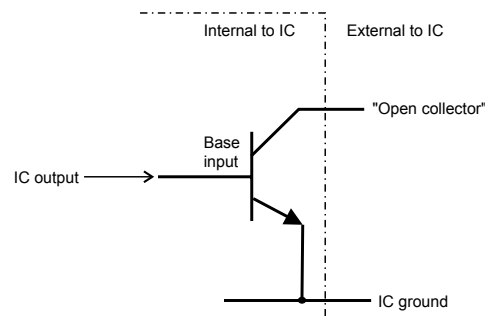 Internal to IC
External to IC
"Open collector"
Base
input
IC output
IC ground